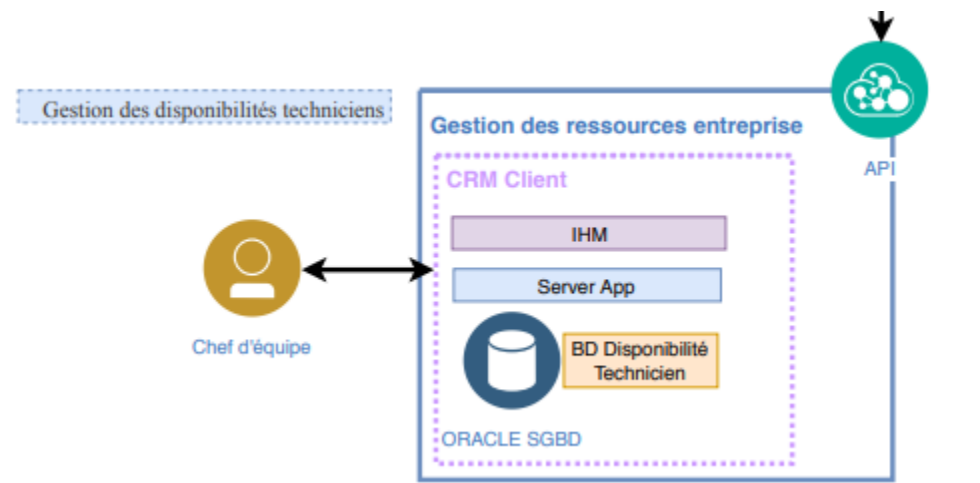 Gestion des disponibilités techniciens
Gestion des ressources entreprise
API
CRM Client
IHM
Server App
Chef d'équipe
BD Disponibilité
Technicien
ORACLE SGBD